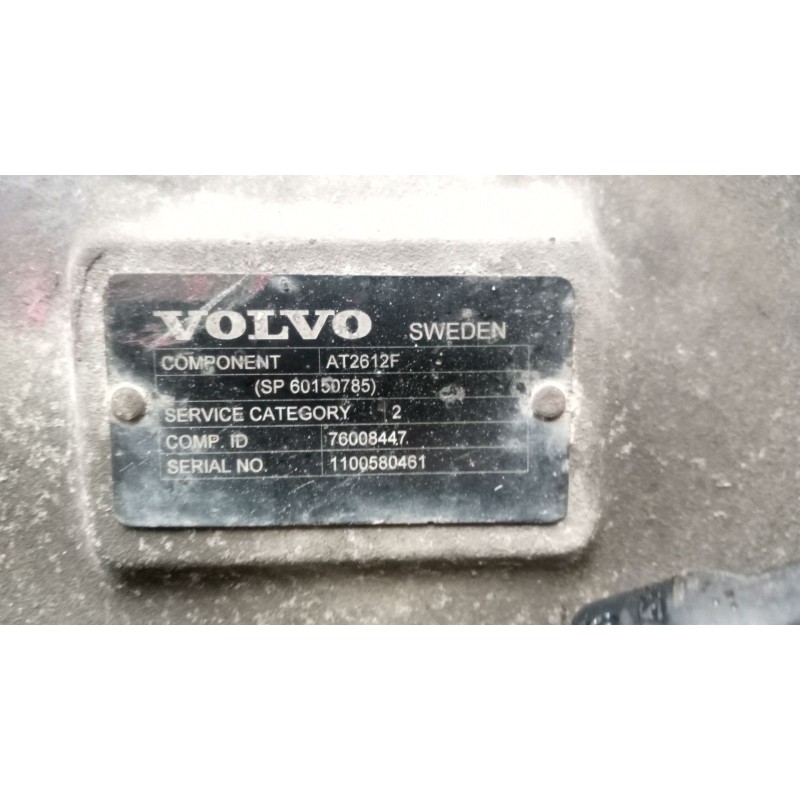 VOLVO SWEDEN
COMPONENT AT2612F
(SP 60150785)
SERVICE CATEGORY 2
COMP. ID 76008447
SERIAL NO. 1100580461